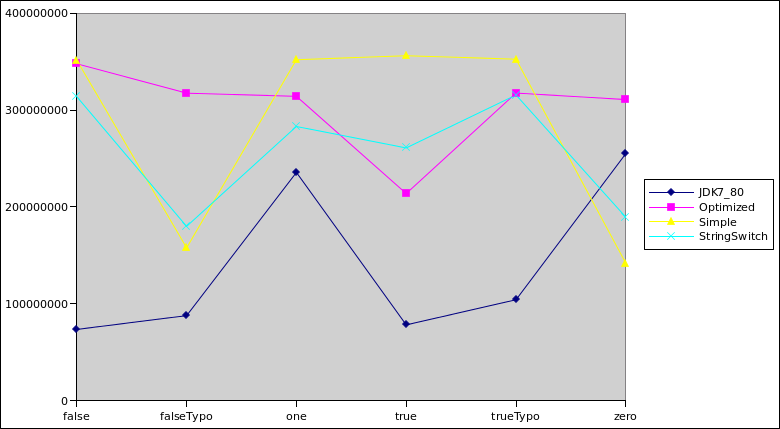 400000000
300000000
200000000
100000000
0
false falseTypo one true trueTypo zero
JDK7_80
Optimized
Simple
StringSwitch